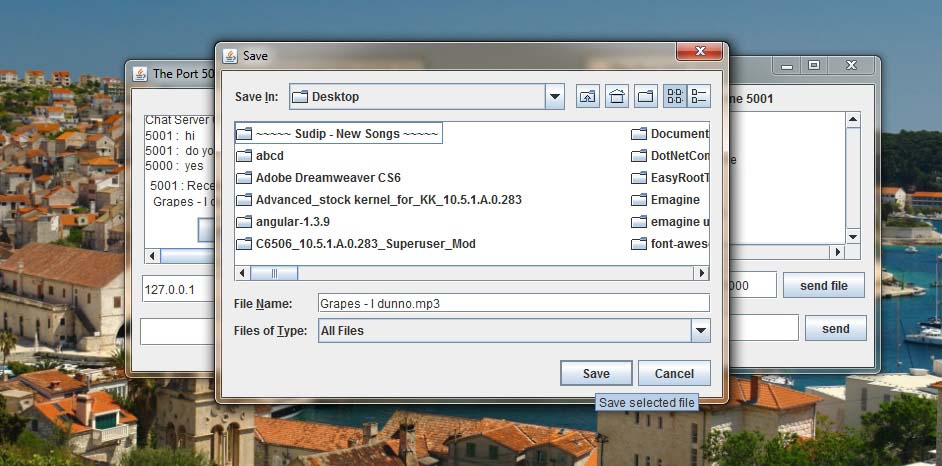 Save
The Port 50
ne 5001
Save In:
Desktop
Chat Server
5001 : hi
5001 : do yo
5000 : yes
5001 : Rece
Grapes - I d
~~~~~ Sudip - New Songs ~~~~~
abcd
Adobe Dreamweaver CS6
Advanced_stock kernel_for_KK_10.5.1.A.0.283
angular-1.3.9
C6506_10.5.1.A.0.283_Superuser_Mod
Document
DotNetCon
EasyRootT
Emagine
emagine u
font-aweso
e
127.0.0.1
000
send file
File Name:
Grapes - I dunno.mp3
Files of Type:
All Files
send
Save
Cancel
Save selected file